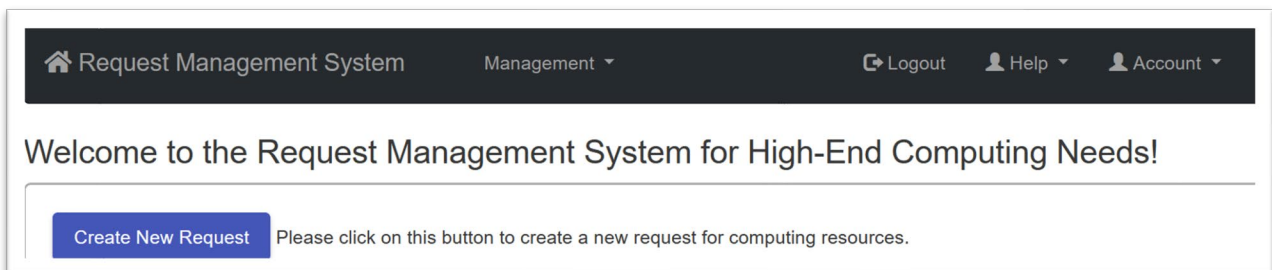 Request Management System Management Logout Help Account
Welcome to the Request Management System for High-End Computing Needs!
Create New Request Please click on this button to create a new request for computing resources.